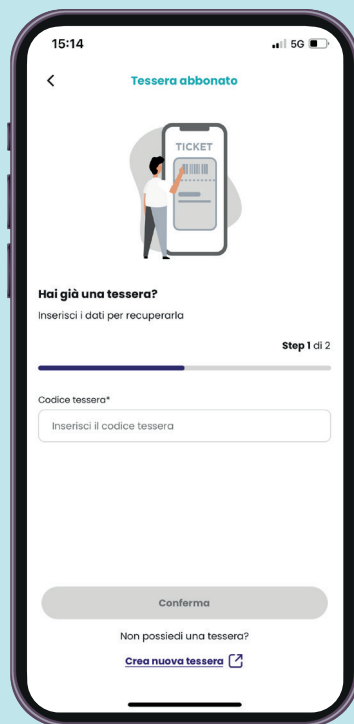 15:14
5G
Tessera abbonato
TICKET
Hai già una tessera?
Inserisci i dati per recuperarla
Step 1 di 2
Codice tessera*
Inserisci il codice tessera
Conferma
Non possiedi una tessera?
Crea nuova tessera